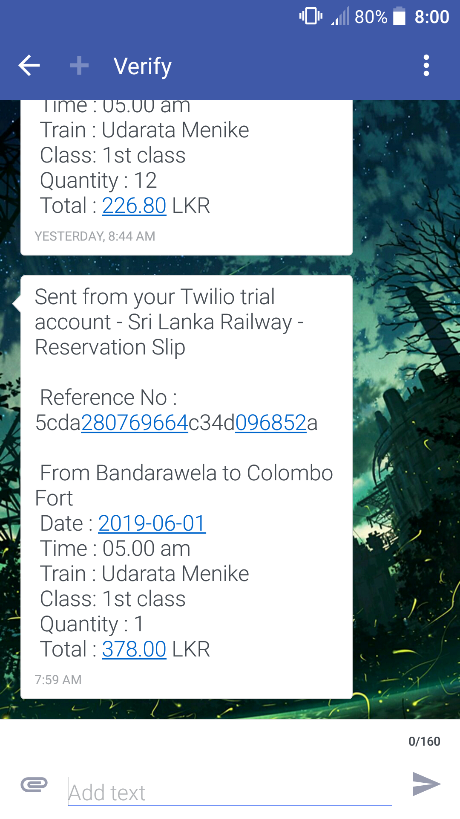 80% 8:00
Verify
Time : 05.00 am
Train : Udarata Menike
Class: 1st class
Quantity : 12
Total : 226.80 LKR
YESTERDAY, 8:44 AM
Sent from your Twilio trial
account - Sri Lanka Railway -
Reservation Slip
Reference No :
5cda280769664c34d096852a
From Bandarawela to Colombo
Fort
Date : 2019-06-01
Time : 05.00 am
Train : Udarata Menike
Class: 1st class
Quantity : 1
Total : 378.00 LKR
7:59 AM
0/160
Add text